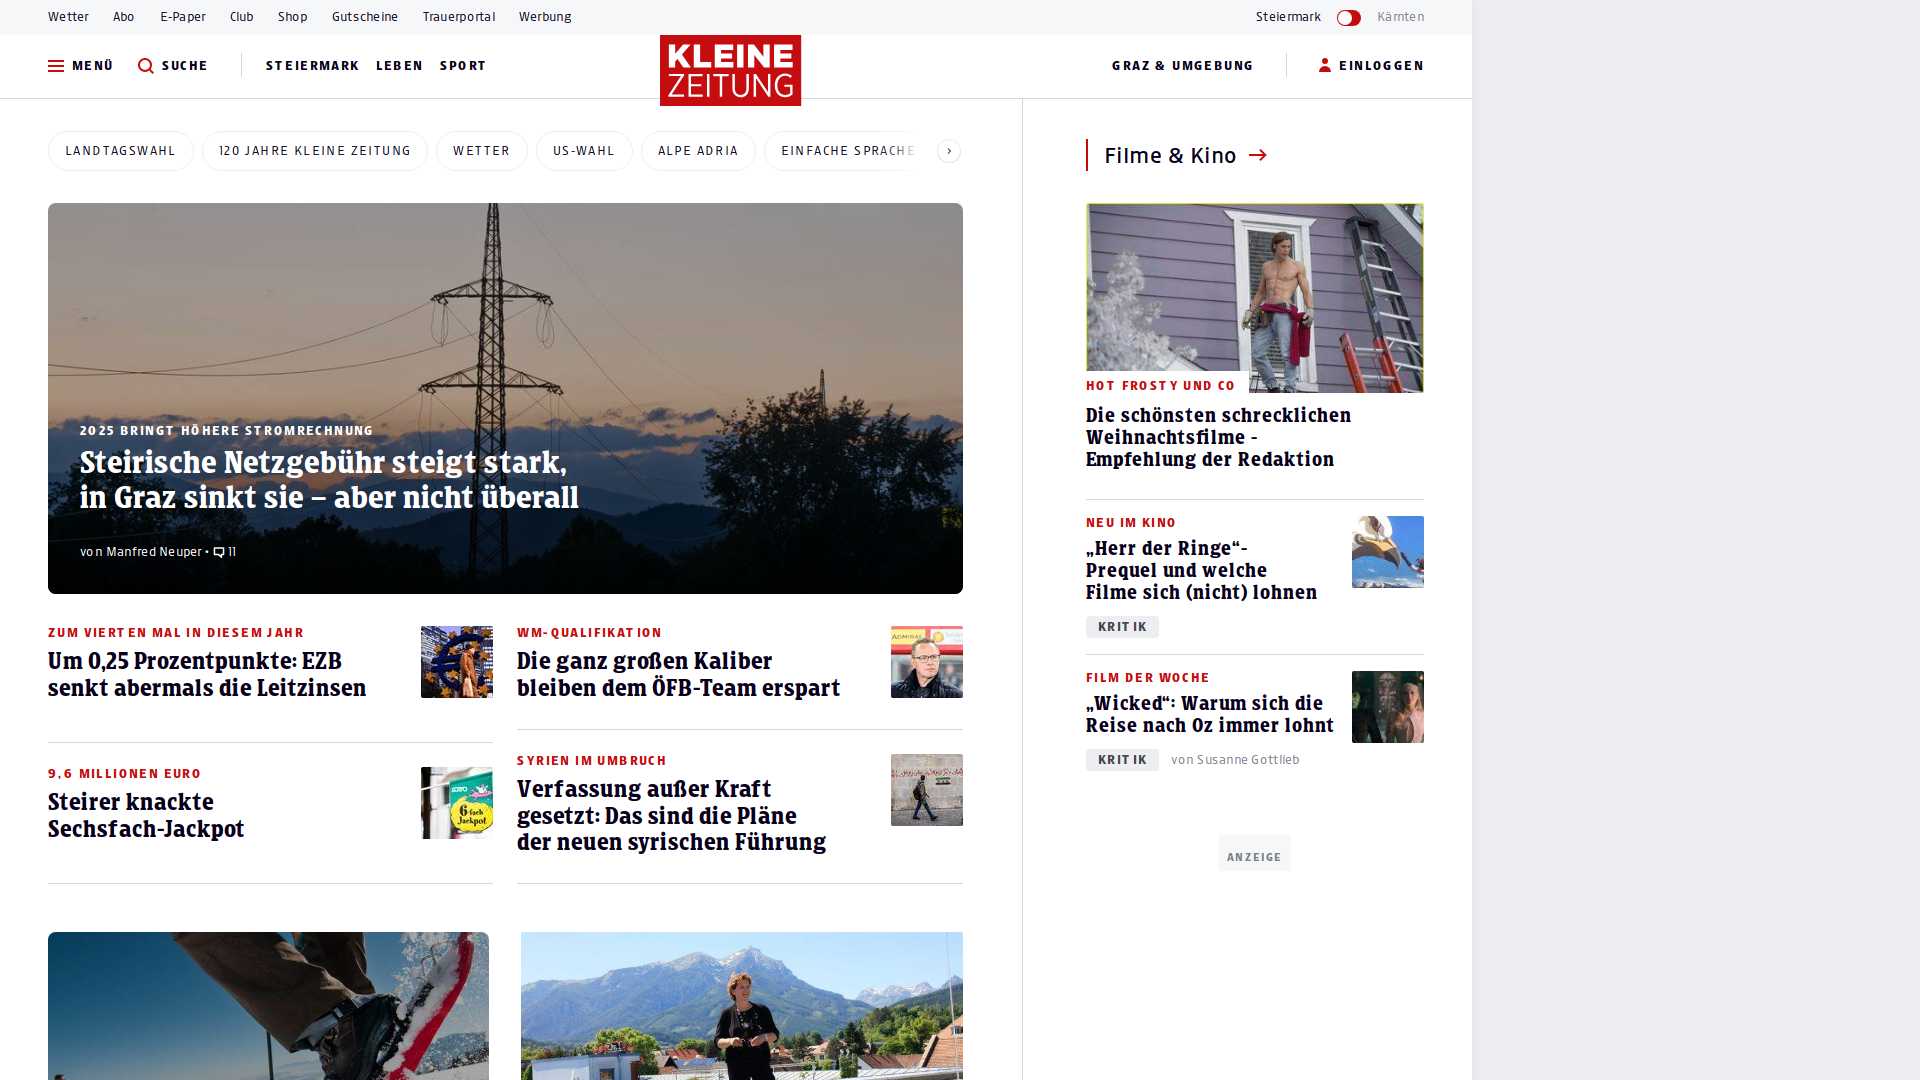 Wetter Abo E-Paper Club Shop Gutscheine Trauerportal Werbung Steiermark Kärnten
MENÜ SUCHE STEIERMARK LEBEN SPORT KLEINE ZEITUNG GRAZ & UMGEBUNG EINLOGGEN
LANDTAGSWAHL 120 JAHRE KLEINE ZEITUNG WETTER US-WAHL ALPE ADRIA EINFACHE SPRACHE
2025 BRINGT HÖHERE STROMRECHNUNG
Steirische Netzgebühr steigt stark,
in Graz sinkt sie – aber nicht überall
von Manfred Neuper • 11
ZUM VIERTEN MAL IN DIESEM JAHR
Um 0,25 Prozentpunkte: EZB
senkt abermals die Leitzinsen
WM-QUALIFIKATION
Die ganz großen Kaliber
bleiben dem ÖFB-Team erspart
ADMIRAL
9,6 MILLIONEN EURO
Steirer knackte
Sechsfach-Jackpot
LOTTO
6-fach
Jackpot
SYRIEN IM UMBRUCH
Verfassung außer Kraft
gesetzt: Das sind die Pläne
der neuen syrischen Führung
Filme & Kino
HOT FROSTY UND CO
Die schönsten schrecklichen
Weihnachtsfilme -
Empfehlung der Redaktion
NEU IM KINO
„Herr der Ringe“-
Prequel und welche
Filme sich (nicht) lohnen
KRITIK
FILM DER WOCHE
„Wicked“: Warum sich die
Reise nach Oz immer lohnt
KRITIK von Susanne Gottlieb
ANZEIGE